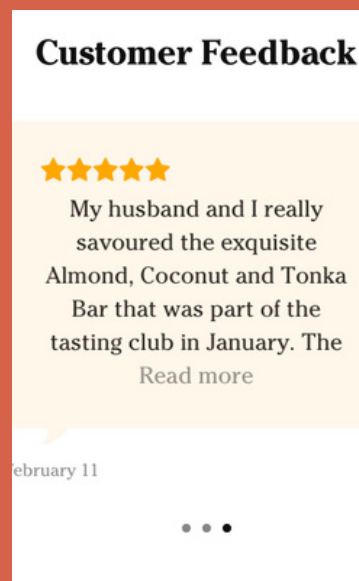 Customer Feedback
My husband and I really
savoured the exquisite
Almond, Coconut and Tonka
Bar that was part of the
tasting club in January. The
Read more
ebruary 11